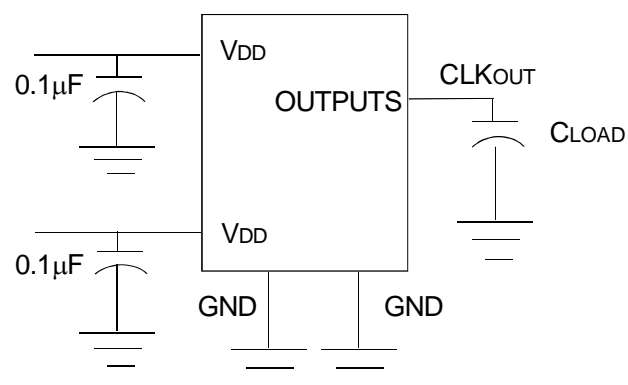 VDD
0.1μF
CLKOUT
OUTPUTS
CLOAD
VDD
0.1μF
GND
GND